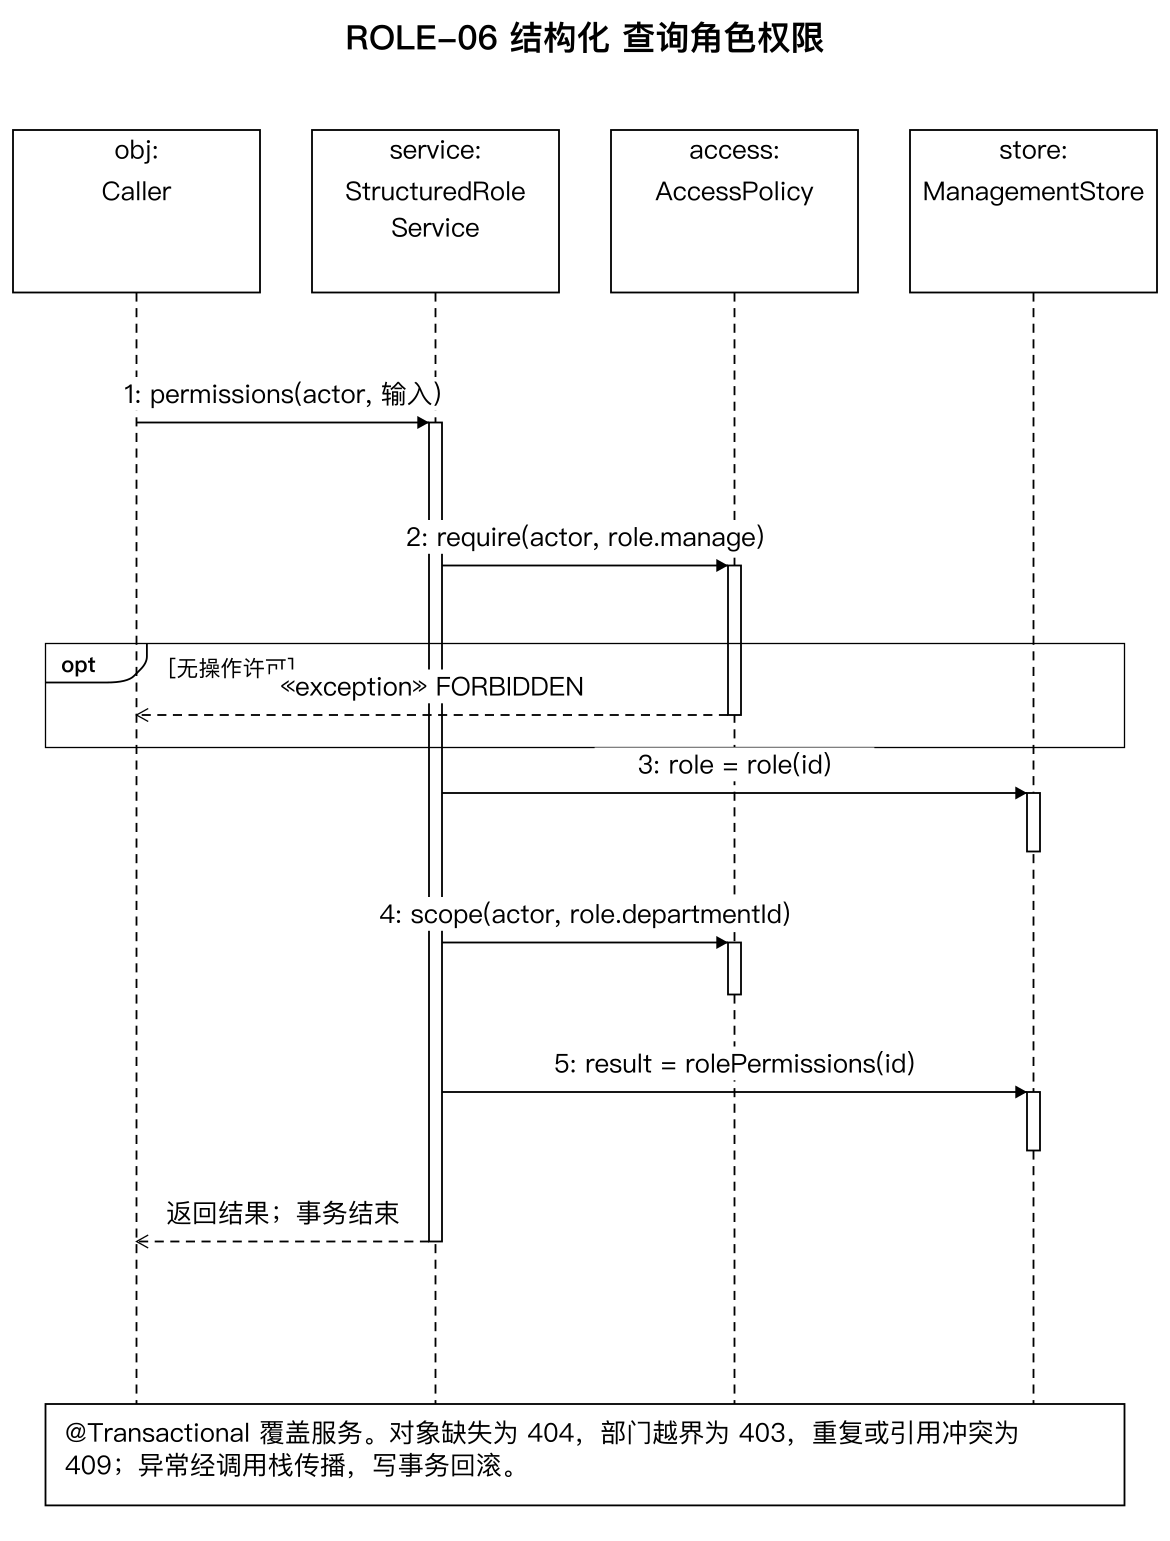 ROLE-06 结构化 查询角色权限
obj:
Caller
service:
StructuredRole
Service
access:
AccessPolicy
store:
ManagementStore
1: permissions(actor, 输入)
2: require(actor, role.manage)
opt
[无操作许可]
«exception» FORBIDDEN
3: role = role(id)
4: scope(actor, role.departmentId)
5: result = rolePermissions(id)
返回结果；事务结束
@Transactional 覆盖服务。对象缺失为 404，部门越界为 403，重复或引用冲突为
409；异常经调用栈传播，写事务回滚。